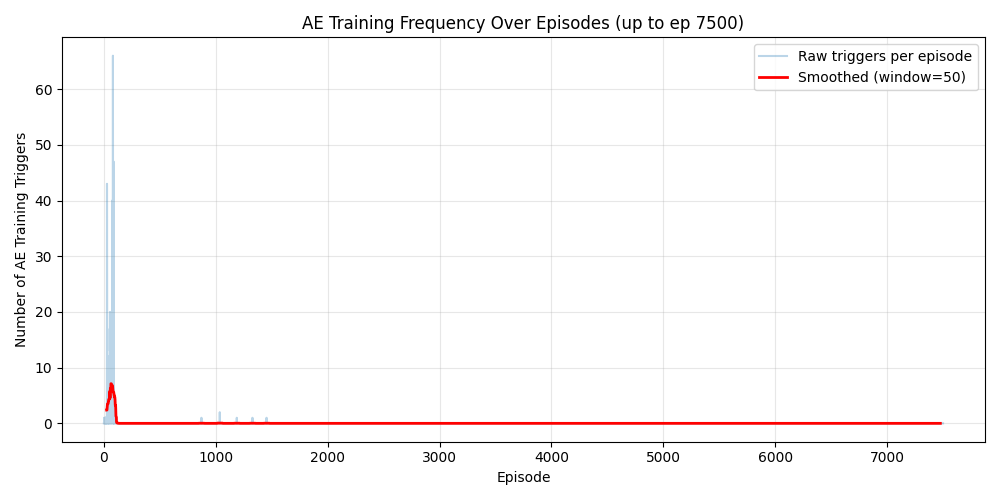 AE Training Frequency Over Episodes (up to ep 7500)
Raw triggers per episode
Smoothed (window=50)
Number of AE Training Triggers
60
50
40
30
20
10
0
0 1000 2000 3000 4000 5000 6000 7000
Episode